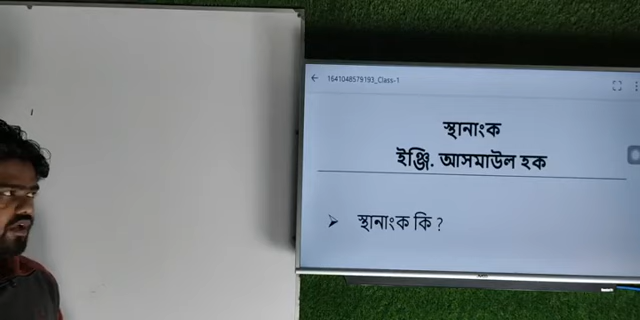 1641048579193_Class-1
স্থানাংক
ইঞ্জি. আসমাউল হক
➢ স্থানাংক কি ?